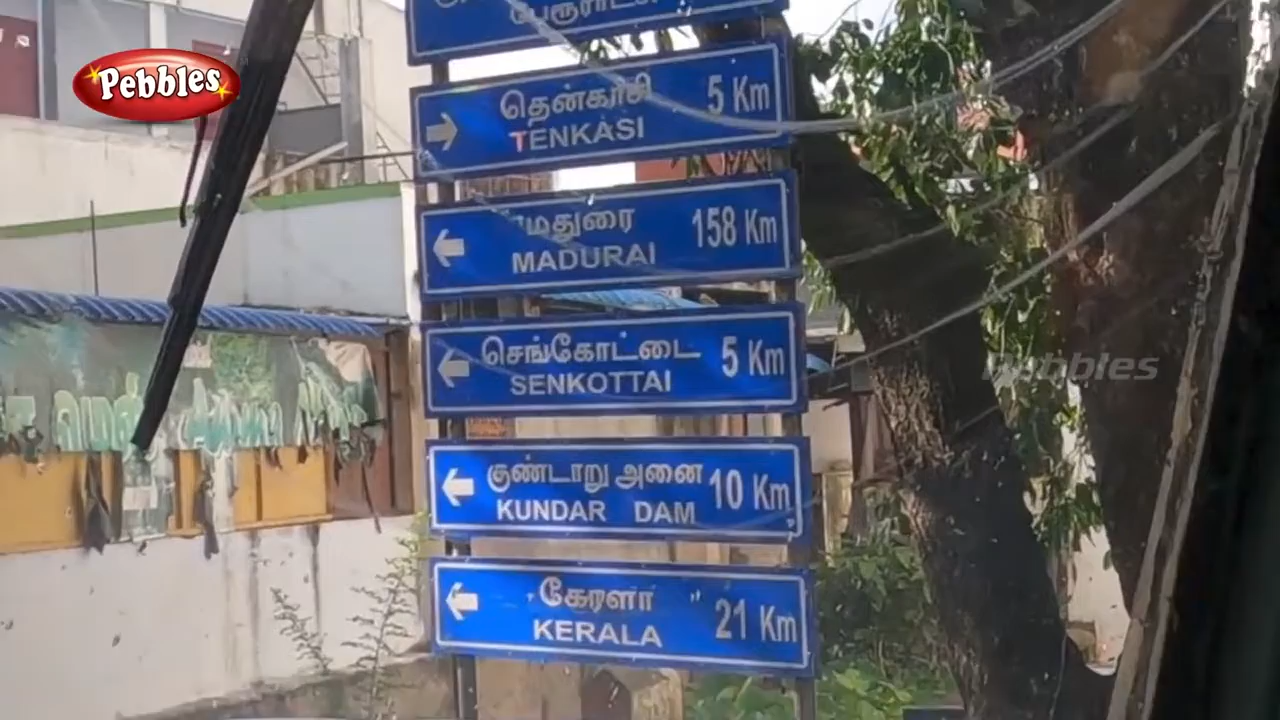 Pebbles
தென்காசி 5 Km
TENKASI
மதுரை 158 Km
MADURAI
செங்கோட்டை 5 Km
SENKOTTAI
குண்டாறு அணை 10 Km
KUNDAR DAM
கேரளா 21 Km
KERALA
Pebbles